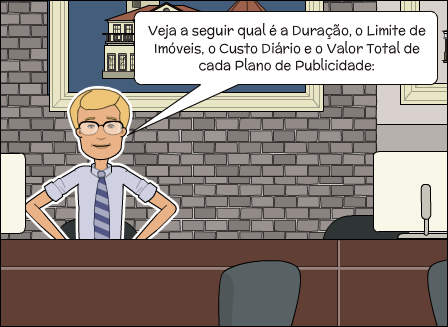 Veja a seguir qual é a Duração, o Limite de
Imóveis, o Custo Diário e o Valor Total de
cada Plano de Publicidade: